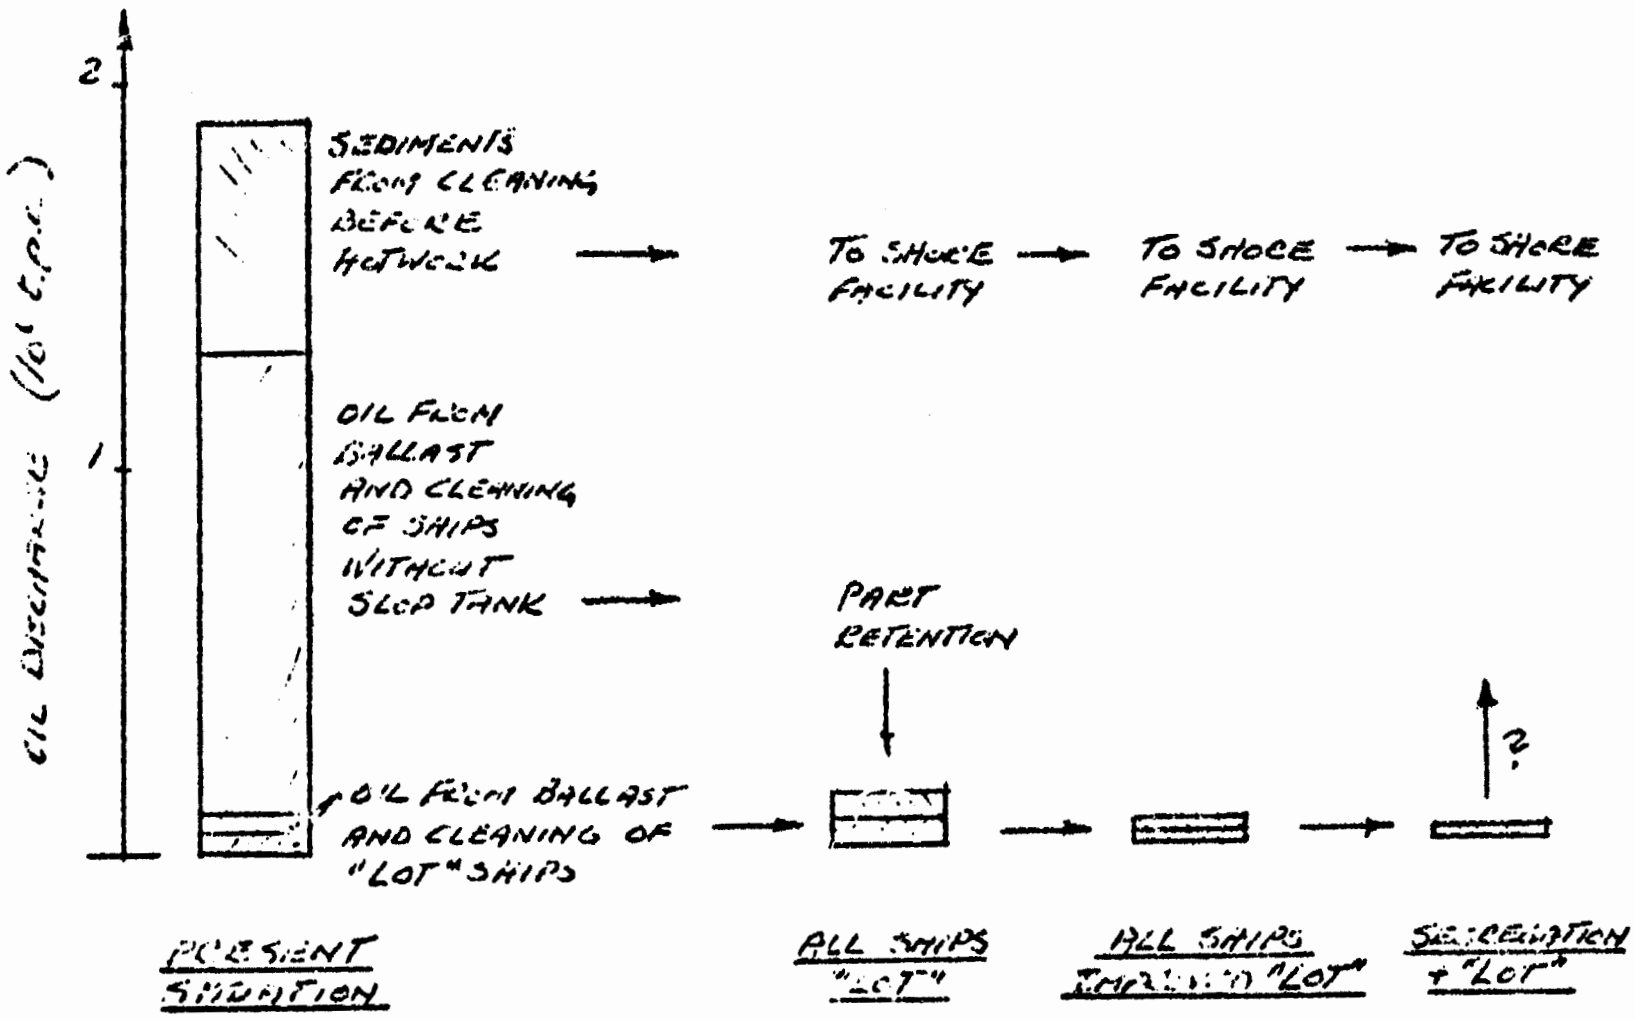 2
1
OIL DISCHARGE
SEDIMENTS
FROM CLEANING
BEFORE
HOTWORK
TO SHORE
FACILITY
TO SHORE
FACILITY
TO SHORE
FACILITY
OIL FROM
BALLAST
AND CLEANING
OF SHIPS
WITHOUT
SLOP TANK
PART
RETENTION
?
OIL FROM BALLAST
AND CLEANING OF
"LOT" SHIPS
PRESENT
SITUATION
ALL SHIPS
"LOT"
ALL SHIPS
IMPROVED "LOT"
SEGREGATION
+ "LOT"